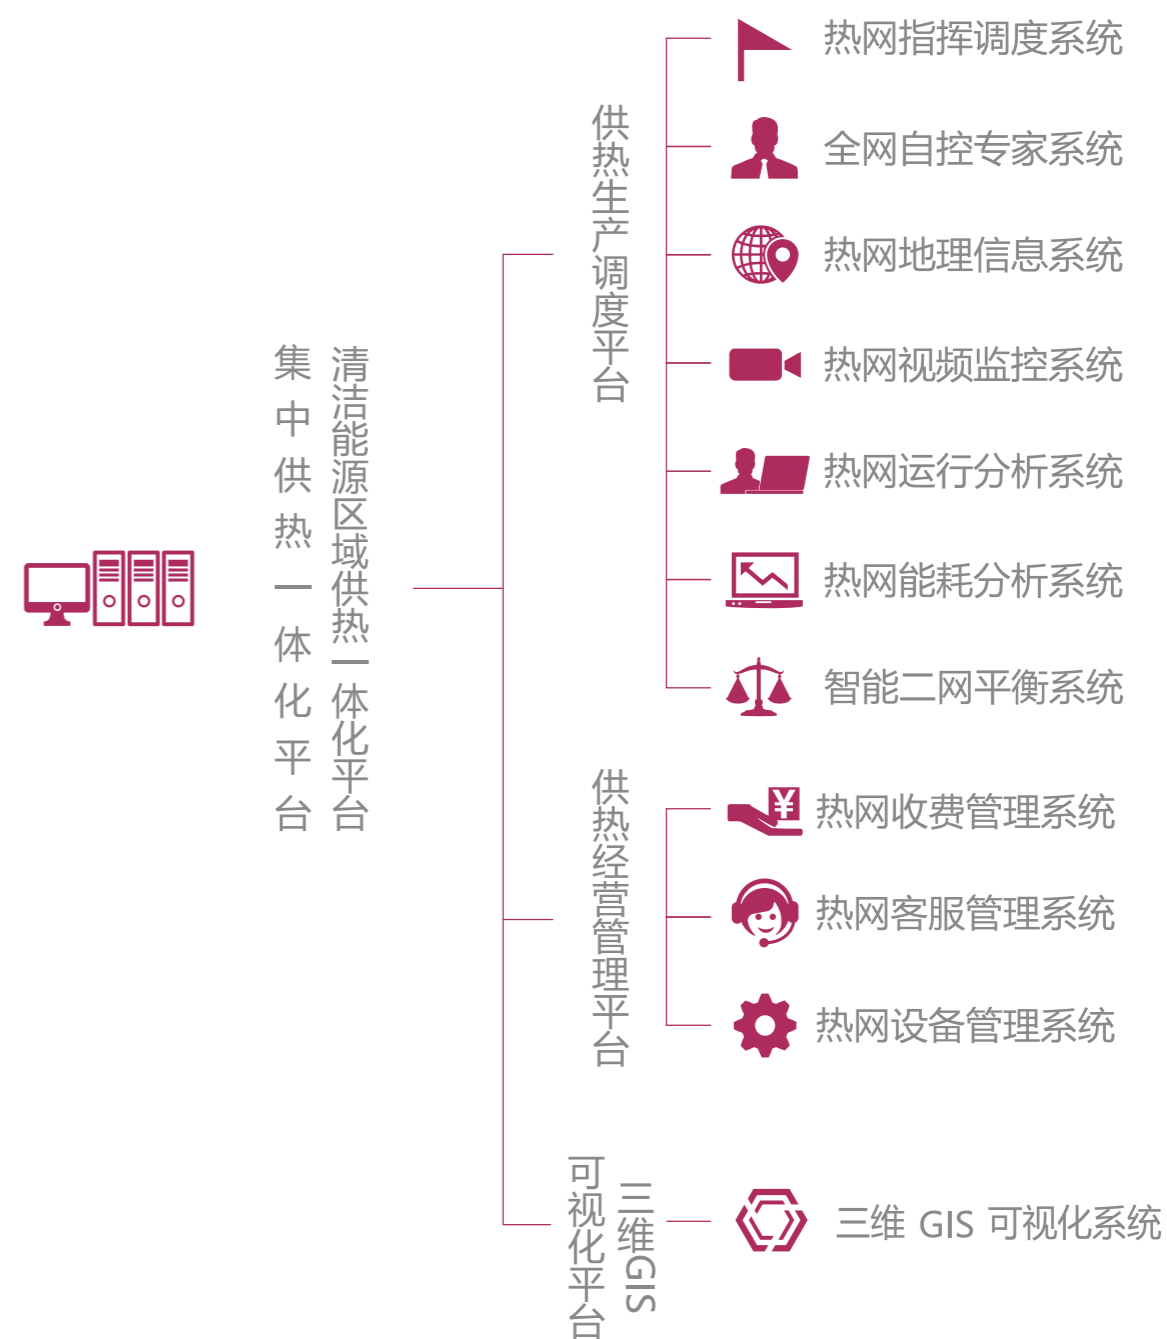 集中供热一体化平台
清洁能源区域供热一体化平台
供热生产调度平台
热网指挥调度系统
全网自控专家系统
热网地理信息系统
热网视频监控系统
热网运行分析系统
热网能耗分析系统
智能二网平衡系统
供热经营管理平台
¥
热网收费管理系统
热网客服管理系统
热网设备管理系统
三维GIS
可视化平台
三维 GIS 可视化系统